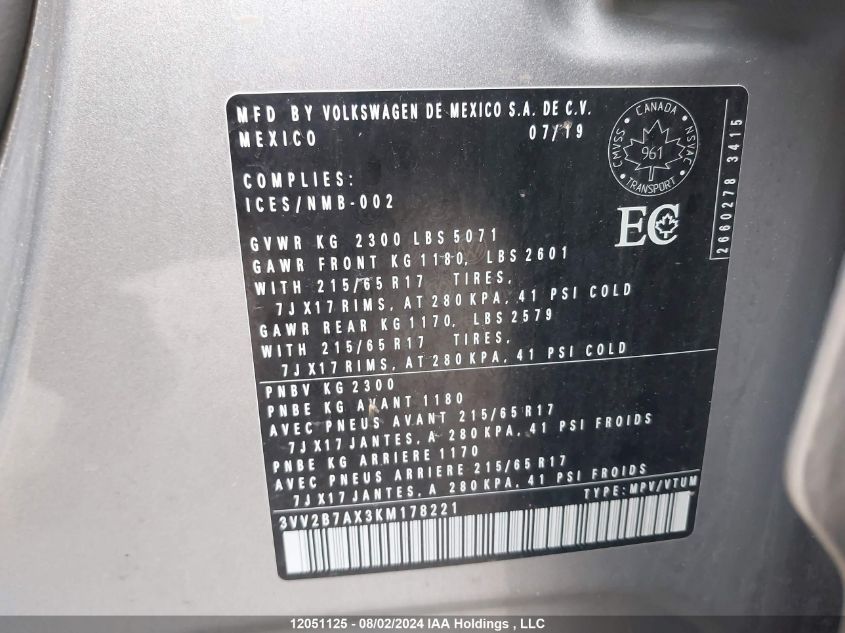 MFD BY VOLKSWAGEN DE MEXICO S.A. DE C.V.
MEXICO 07/19
CANADA
CMVSS
NSVAC
961
TRANSPORT
2660278 3415
COMPLIES:
ICES/NMB-002
EC
GVWR KG 2300 LBS 5071
GAWR FRONT KG 1180, LBS 2601
WITH 215/65 R17 TIRES,
7J X17 RIMS, AT 280 KPA, 41 PSI COLD
GAWR REAR KG 1170, LBS 2579
WITH 215/65 R17 TIRES,
7J X17 RIMS, AT 280 KPA, 41 PSI COLD
PNBV KG 2300
PNBE KG AVANT 1180
AVEC PNEUS AVANT 215/65 R17
7J X17 JANTES, A 280 KPA, 41 PSI FROIDS
PNBE KG ARRIERE 1170
AVEC PNEUS ARRIERE 215/65 R17
7J X17 JANTES, A 280 KPA, 41 PSI FROIDS
3VV2B7AX3KM178221 TYPE: MPV/VTUM
12051125 - 08/02/2024 IAA Holdings , LLC